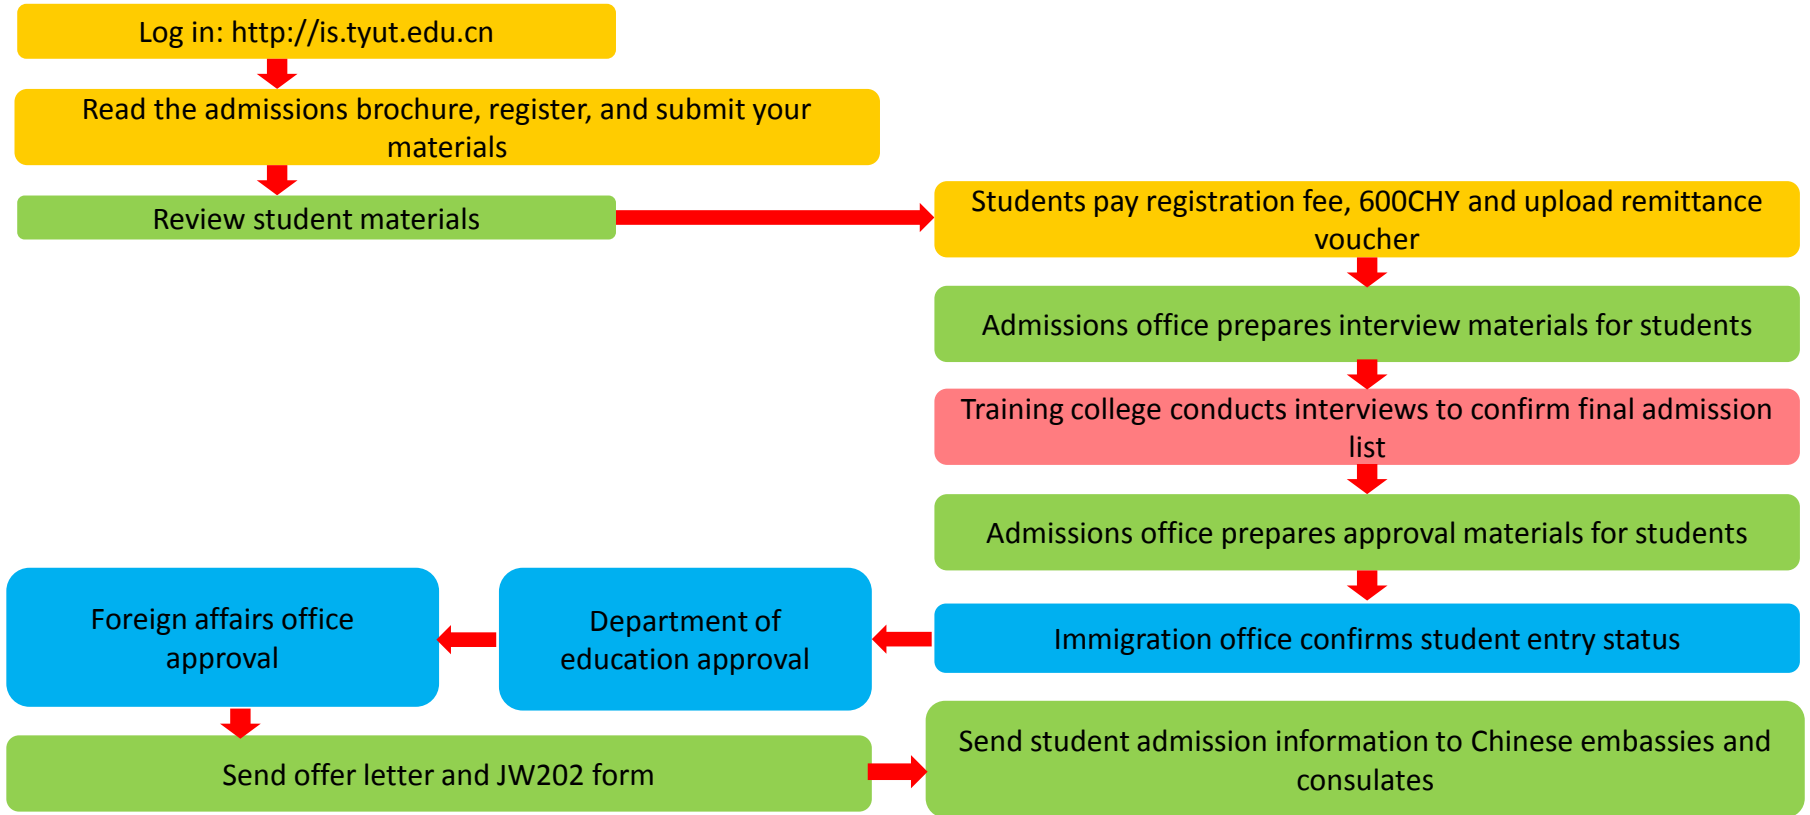 Log in: http://is.tyut.edu.cn
Read the admissions brochure, register, and submit your
materials
Review student materials
Students pay registration fee, 600CHY and upload remittance
voucher
Admissions office prepares interview materials for students
Training college conducts interviews to confirm final admission
list
Admissions office prepares approval materials for students
Immigration office confirms student entry status
Department of
education approval
Foreign affairs office
approval
Send offer letter and JW202 form
Send student admission information to Chinese embassies and
consulates